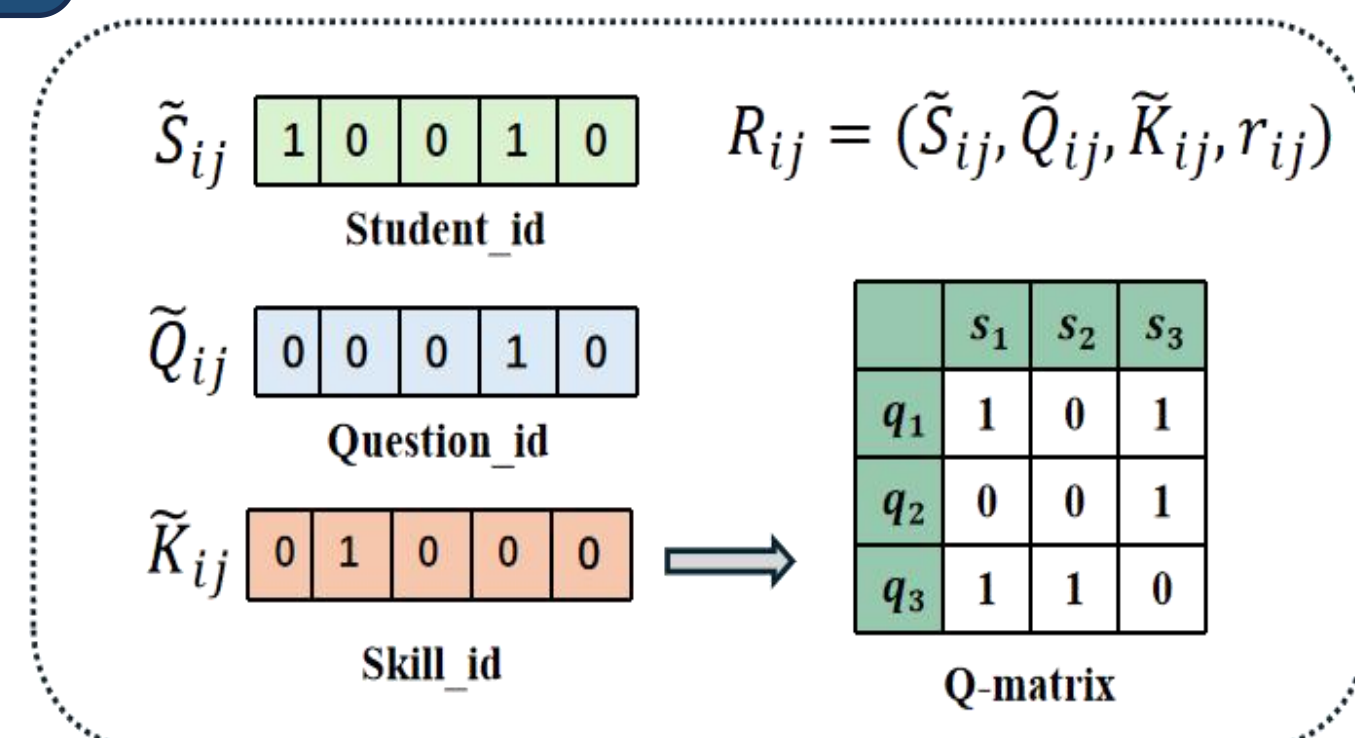 S̃ᵢⱼ 1 0 0 1 0
Student_id
Rᵢⱼ = (S̃ᵢⱼ, Q̃ᵢⱼ, K̃ᵢⱼ, rᵢⱼ)
Q̃ᵢⱼ 0 0 0 1 0
Question_id
K̃ᵢⱼ 0 1 0 0 0
Skill_id
s₁ s₂ s₃
q₁ 1 0 1
q₂ 0 0 1
q₃ 1 1 0
Q-matrix